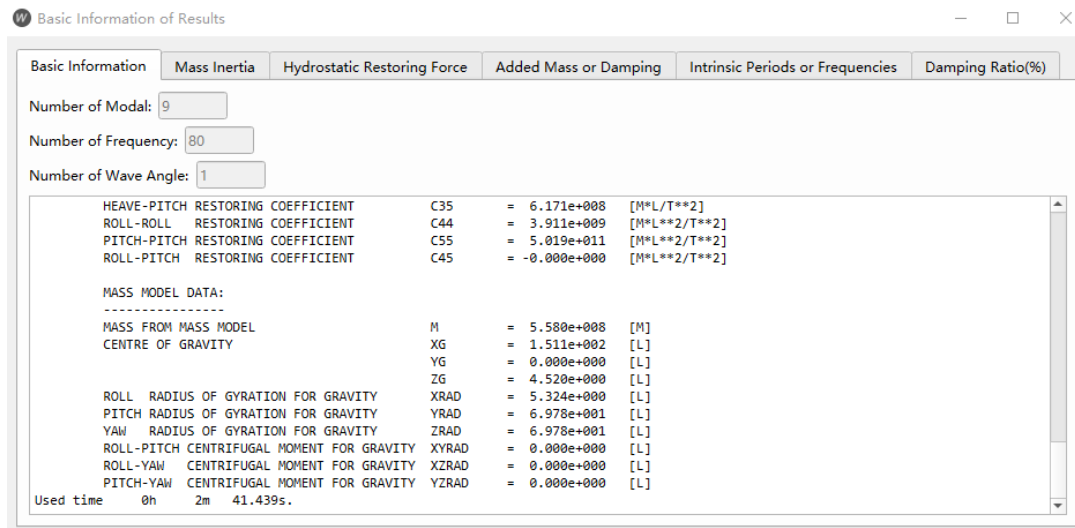 W Basic Information of Results
Basic Information Mass Inertia Hydrostatic Restoring Force Added Mass or Damping Intrinsic Periods or Frequencies Damping Ratio(%)
Number of Modal: 9
Number of Frequency: 80
Number of Wave Angle: 1
HEAVE-PITCH RESTORING COEFFICIENT C35 = 6.171e+008 [M*L/T**2]
ROLL-ROLL RESTORING COEFFICIENT C44 = 3.911e+009 [M*L**2/T**2]
PITCH-PITCH RESTORING COEFFICIENT C55 = 5.019e+011 [M*L**2/T**2]
ROLL-PITCH RESTORING COEFFICIENT C45 = -0.000e+000 [M*L**2/T**2]
MASS MODEL DATA:
----------------
MASS FROM MASS MODEL M = 5.580e+008 [M]
CENTRE OF GRAVITY XG = 1.511e+002 [L]
YG = 0.000e+000 [L]
ZG = 4.520e+000 [L]
ROLL RADIUS OF GYRATION FOR GRAVITY XRAD = 5.324e+000 [L]
PITCH RADIUS OF GYRATION FOR GRAVITY YRAD = 6.978e+001 [L]
YAW RADIUS OF GYRATION FOR GRAVITY ZRAD = 6.978e+001 [L]
ROLL-PITCH CENTRIFUGAL MOMENT FOR GRAVITY XYRAD = 0.000e+000 [L]
ROLL-YAW CENTRIFUGAL MOMENT FOR GRAVITY XZRAD = 0.000e+000 [L]
PITCH-YAW CENTRIFUGAL MOMENT FOR GRAVITY YZRAD = 0.000e+000 [L]
Used time 0h 2m 41.439s.